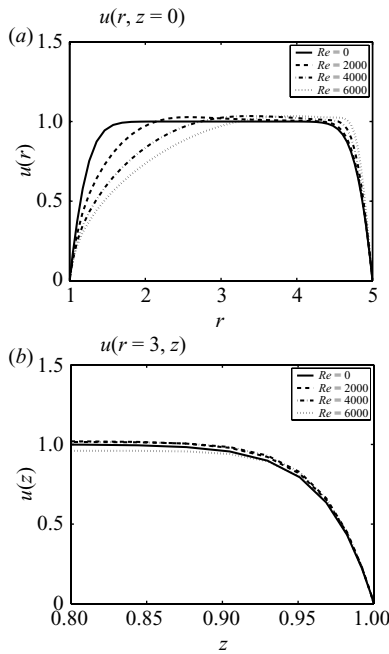 u(r, z = 0)
(a)
1.5
1.0
0.5
0
u(r)
Re = 0
Re = 2000
Re = 4000
Re = 6000
1 2 3 4 5
r
u(r = 3, z)
(b)
1.5
1.0
0.5
0
u(z)
Re = 0
Re = 2000
Re = 4000
Re = 6000
0.80 0.85 0.90 0.95 1.00
z